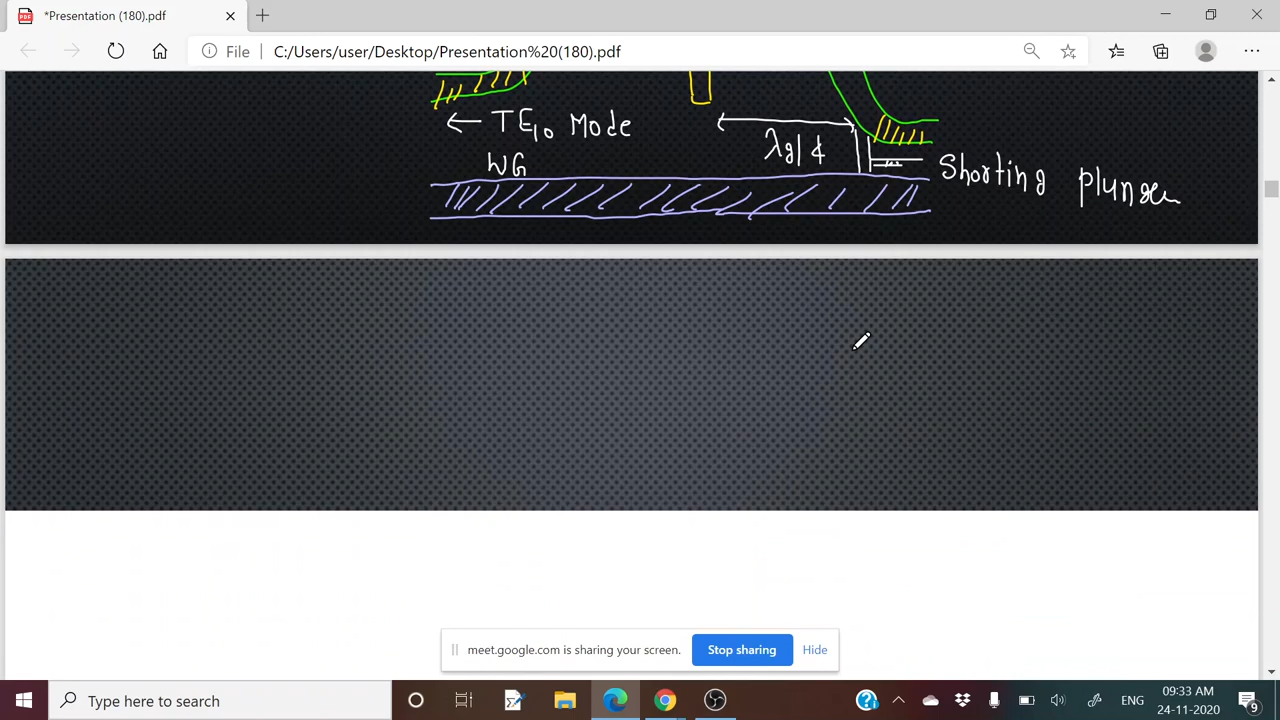 *Presentation (180).pdf
File C:/Users/user/Desktop/Presentation%20(180).pdf
← TE10 Mode
λg/4
WG
Shorting plunger
meet.google.com is sharing your screen. Stop sharing Hide
Type here to search
ENG
09:33 AM
24-11-2020
9